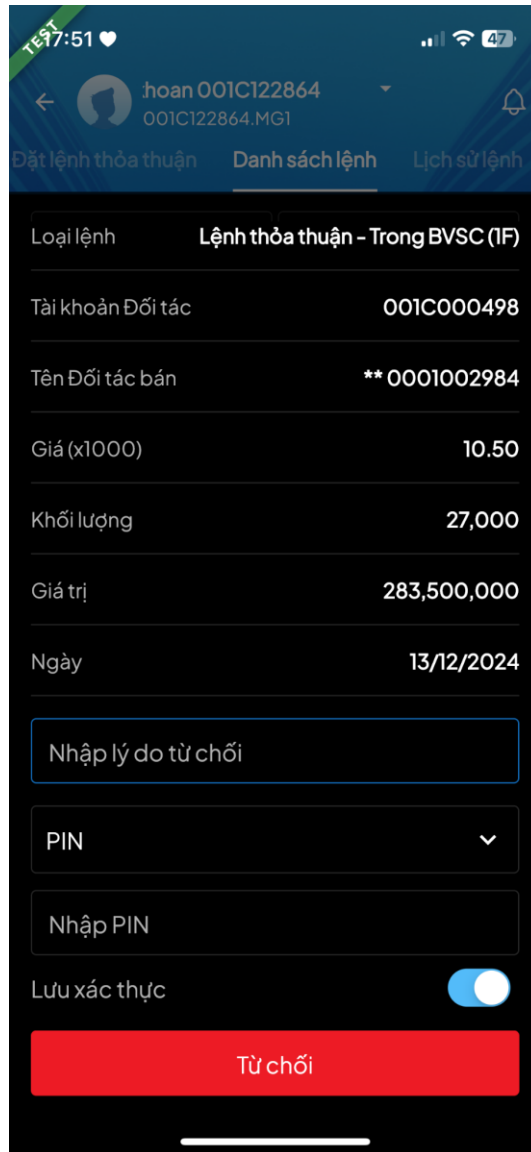 TEST
17:51
47
:hoan 001C122864
001C122864.MG1
Đặt lệnh thỏa thuận Danh sách lệnh Lịch sử lệnh
Loại lệnh Lệnh thỏa thuận - Trong BVSC (1F)
Tài khoản Đối tác 001C000498
Tên Đối tác bán ** 0001002984
Giá (x1000) 10.50
Khối lượng 27,000
Giá trị 283,500,000
Ngày 13/12/2024
Nhập lý do từ chối
PIN
Nhập PIN
Lưu xác thực
Từ chối